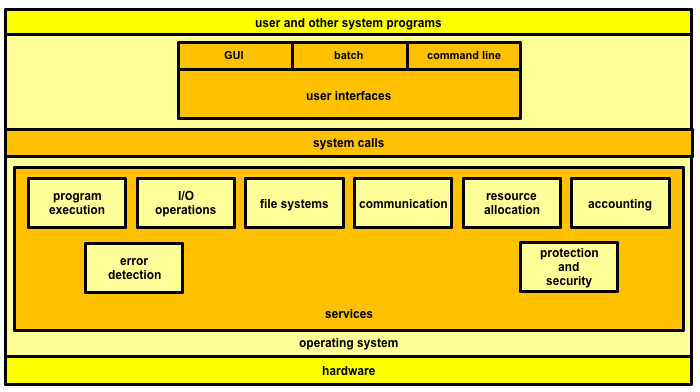 user and other system programs
GUI
batch
command line
user interfaces
system calls
program
execution
I/O
operations
file systems
communication
resource
allocation
accounting
error
detection
protection
and
security
services
operating system
hardware